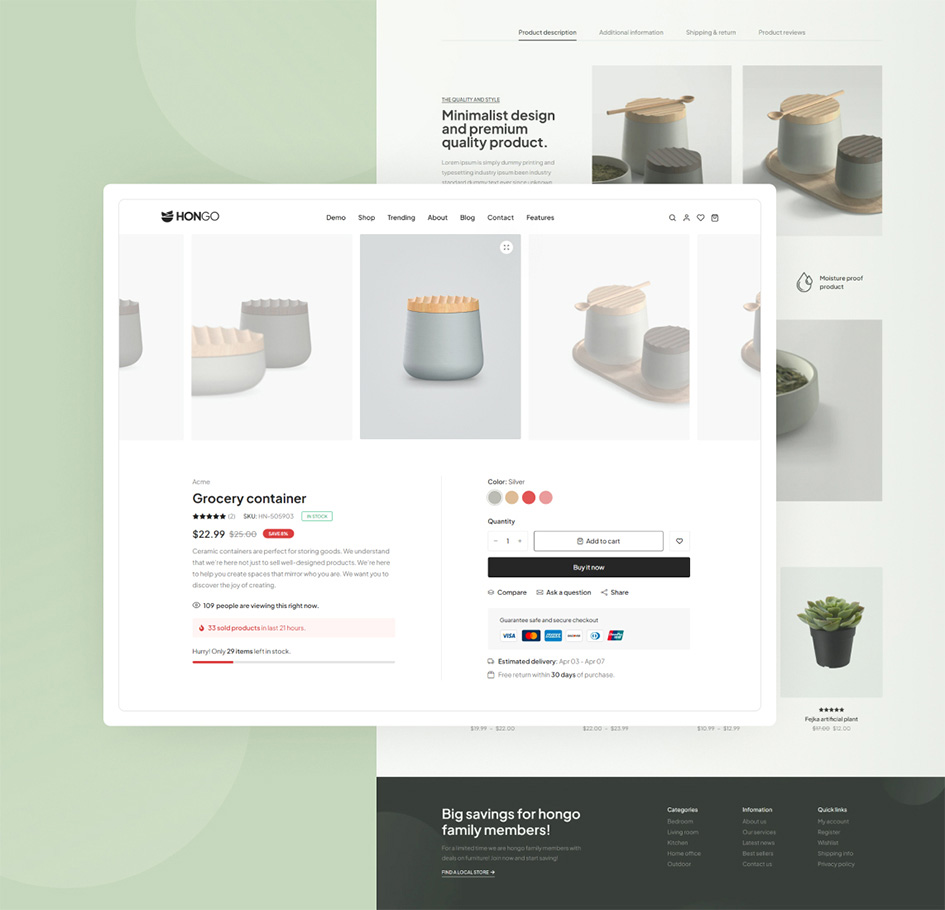 Product description
Additional information
Shipping & return
Product reviews
THE QUALITY AND STYLE
Minimalist design
and premium
quality product.
Lorem ipsum is simply dummy printing and
typesetting industry Ipsum been industry
standard dummy text ever since unknown
HONGO
Demo
Shop
Trending
About
Blog
Contact
Features
Moisture proof
product
Acme
Grocery container
(2)
SKU: HN-505903
IN STOCK
$22.99 $25.00 SAVE 8%
Ceramic containers are perfect for storing goods. We understand
that we're here not just to sell well-designed products. We're here
to help you create spaces that mirror who you are. We want you to
discover the joy of creating.
109 people are viewing this right now.
33 sold products in last 21 hours.
Hurry! Only 29 items left in stock.
Color: Silver
Quantity
- 1 +
Add to cart
Buy it now
Compare
Ask a question
Share
Guarantee safe and secure checkout
VISA
Estimated delivery: Apr 03 - Apr 07
Free return within 30 days of purchase.
Fejka artificial plant
$17.00 $12.00
$19.99 - $22.00
$22.00 - $23.99
$10.99 - $12.99
Big savings for hongo
family members!
For a limited time we are hongo family members with
deals on furniture! Join now and start saving!
FIND A LOCAL STORE
Categories
Bedroom
Living room
Kitchen
Home office
Outdoor
Infomation
About us
Our services
Latest news
Best sellers
Contact us
Quick links
My account
Register
Wishlist
Shipping info
Privacy policy